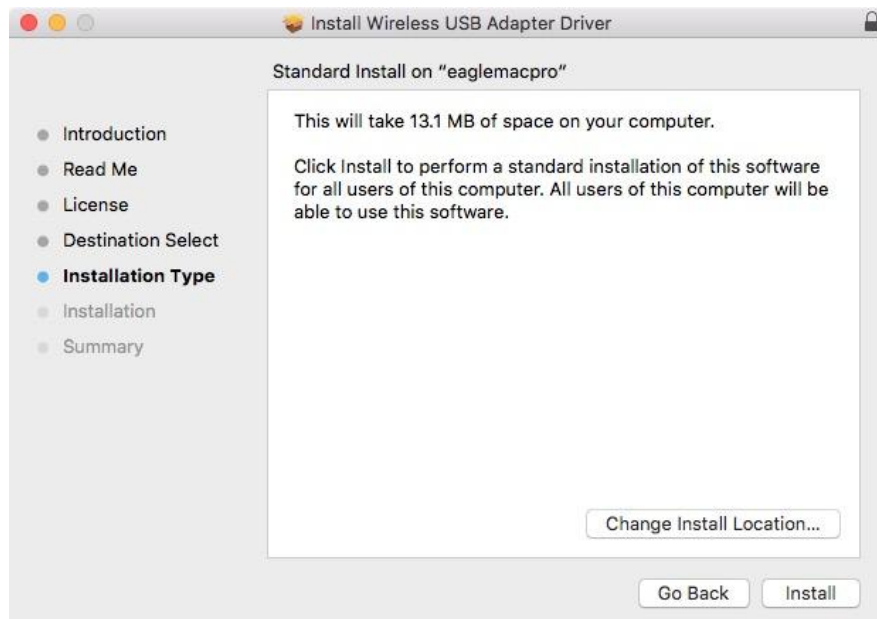 Install Wireless USB Adapter Driver
Standard Install on “eaglemacpro”
Introduction
Read Me
License
Destination Select
Installation Type
Installation
Summary
This will take 13.1 MB of space on your computer.
Click Install to perform a standard installation of this software
for all users of this computer. All users of this computer will be
able to use this software.
Change Install Location...
Go Back
Install